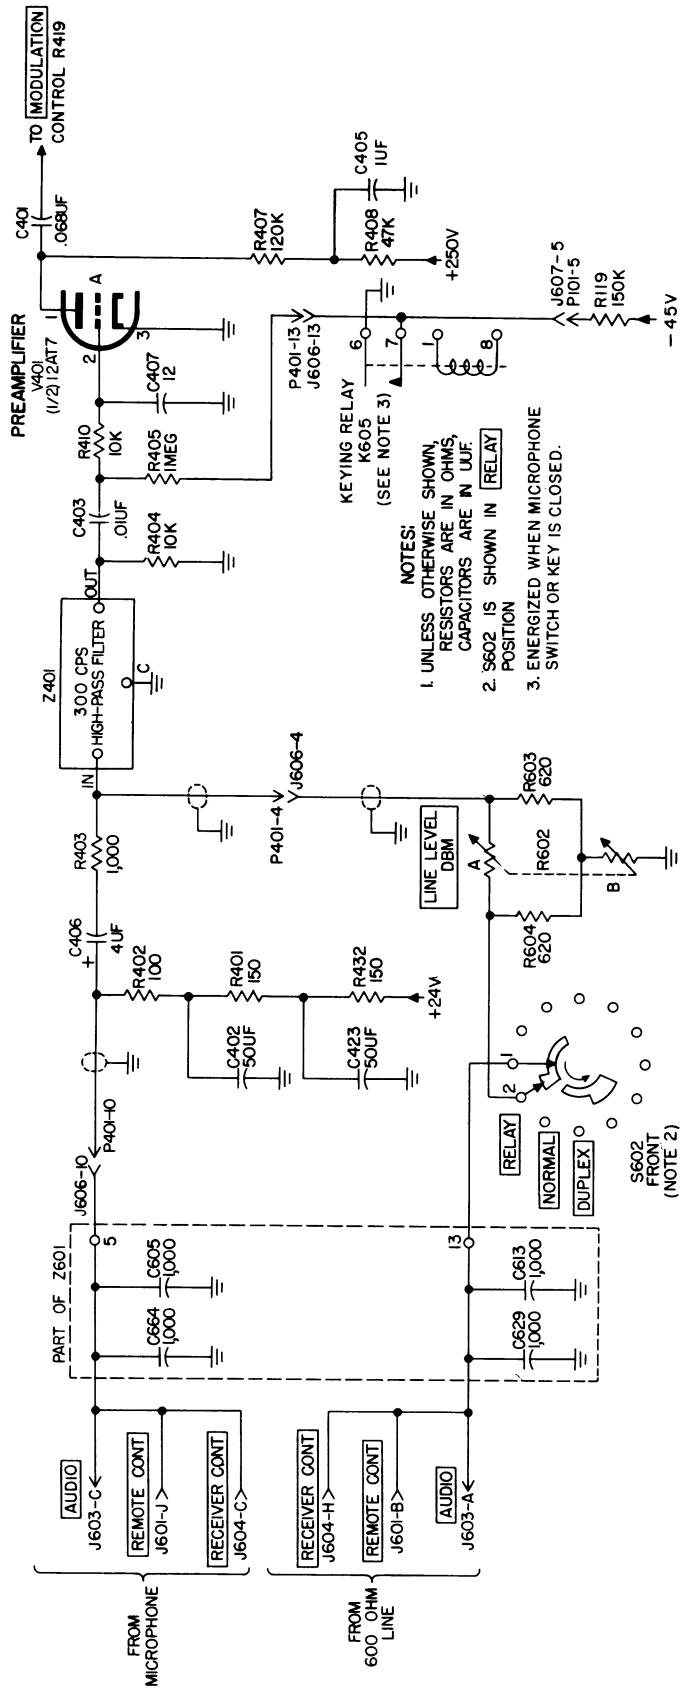 FROM
MICROPHONE
AUDIO
J603-C
REMOTE CONT
J601-J
RECEIVER CONT
J604-C
FROM
600 OHM
LINE
RECEIVER CONT
J604-H
REMOTE CONT
J601-B
AUDIO
J603-A
PART OF Z601
C664
1,000
C605
1,000
5
C629
1,000
C613
1,000
13
J606-10
P401-10
RELAY
NORMAL
DUPLEX
2
1
S602
FRONT
(NOTE 2)
C406
+
4UF
R402
100
R401
150
R432
150
+24V
C402
50UF
C423
50UF
R403
1,000
P401-4
J606-4
LINE LEVEL
DBM
A
R602
B
R604
620
R603
620
Z401
IN
300 CPS
HIGH-PASS FILTER
OUT
C
C403
.01UF
R404
10K
R410
10K
R405
1MEG
C407
12
PREAMPLIFIER
V401
(1/2) 12AT7
1
2
3
A
C401
.068UF
TO MODULATION
CONTROL R419
R407
120K
R408
47K
C405
1UF
+250V
P401-13
J606-13
KEYING RELAY
K605
(SEE NOTE 3)
6
7
1
8
J607-5
P101-5
R119
150K
-45V
NOTES:
1. UNLESS OTHERWISE SHOWN,
RESISTORS ARE IN OHMS,
CAPACITORS ARE IN UUF.
2. S602 IS SHOWN IN RELAY
POSITION
3. ENERGIZED WHEN MICROPHONE
SWITCH OR KEY IS CLOSED.